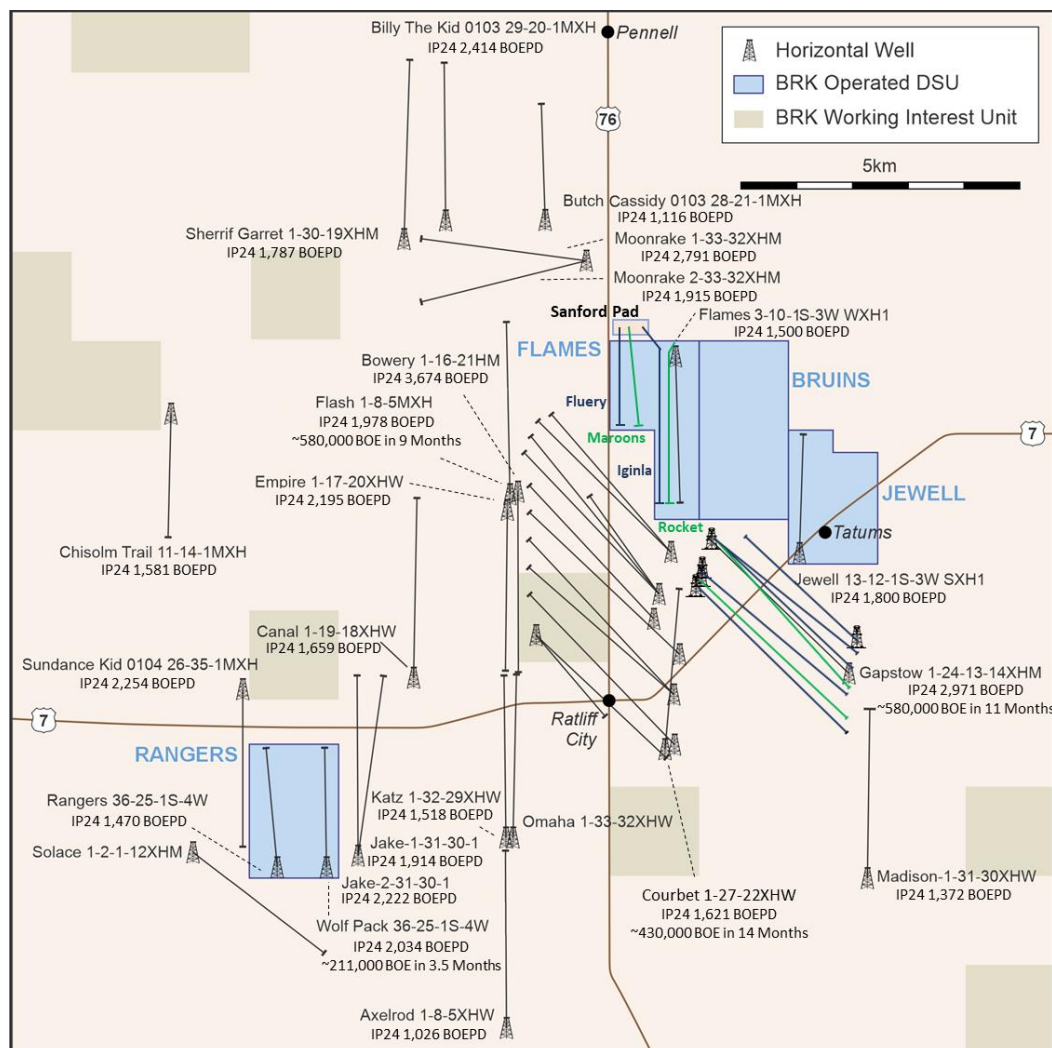 Billy The Kid 0103 29-20-1MXH
IP24 2,414 BOEPD
Pennell
Horizontal Well
BRK Operated DSU
BRK Working Interest Unit
76
5km
Butch Cassidy 0103 28-21-1MXH
IP24 1,116 BOEPD
Sherrif Garret 1-30-19XHM
IP24 1,787 BOEPD
Moonrake 1-33-32XHM
IP24 2,791 BOEPD
Moonrake 2-33-32XHM
IP24 1,915 BOEPD
Sanford Pad
Flames 3-10-1S-3W WXH1
IP24 1,500 BOEPD
FLAMES
Bowery 1-16-21HM
IP24 3,674 BOEPD
BRUINS
Flash 1-8-5MXH
IP24 1,978 BOEPD
~580,000 BOE in 9 Months
Fluery
Maroons
7
Iginla
Empire 1-17-20XHW
IP24 2,195 BOEPD
JEWELL
Rocket
Tatums
Chisolm Trail 11-14-1MXH
IP24 1,581 BOEPD
Jewell 13-12-1S-3W SXH1
IP24 1,800 BOEPD
Canal 1-19-18XHW
IP24 1,659 BOEPD
Sundance Kid 0104 26-35-1MXH
IP24 2,254 BOEPD
Gapstow 1-24-13-14XHM
IP24 2,971 BOEPD
~580,000 BOE in 11 Months
7
Ratliff
City
RANGERS
Rangers 36-25-1S-4W
IP24 1,470 BOEPD
Katz 1-32-29XHW
IP24 1,518 BOEPD
Omaha 1-33-32XHW
Solace 1-2-1-12XHM
Jake-1-31-30-1
IP24 1,914 BOEPD
Jake-2-31-30-1
IP24 2,222 BOEPD
Madison-1-31-30XHW
IP24 1,372 BOEPD
Courbet 1-27-22XHW
IP24 1,621 BOEPD
~430,000 BOE in 14 Months
Wolf Pack 36-25-1S-4W
IP24 2,034 BOEPD
~211,000 BOE in 3.5 Months
Axelrod 1-8-5XHW
IP24 1,026 BOEPD